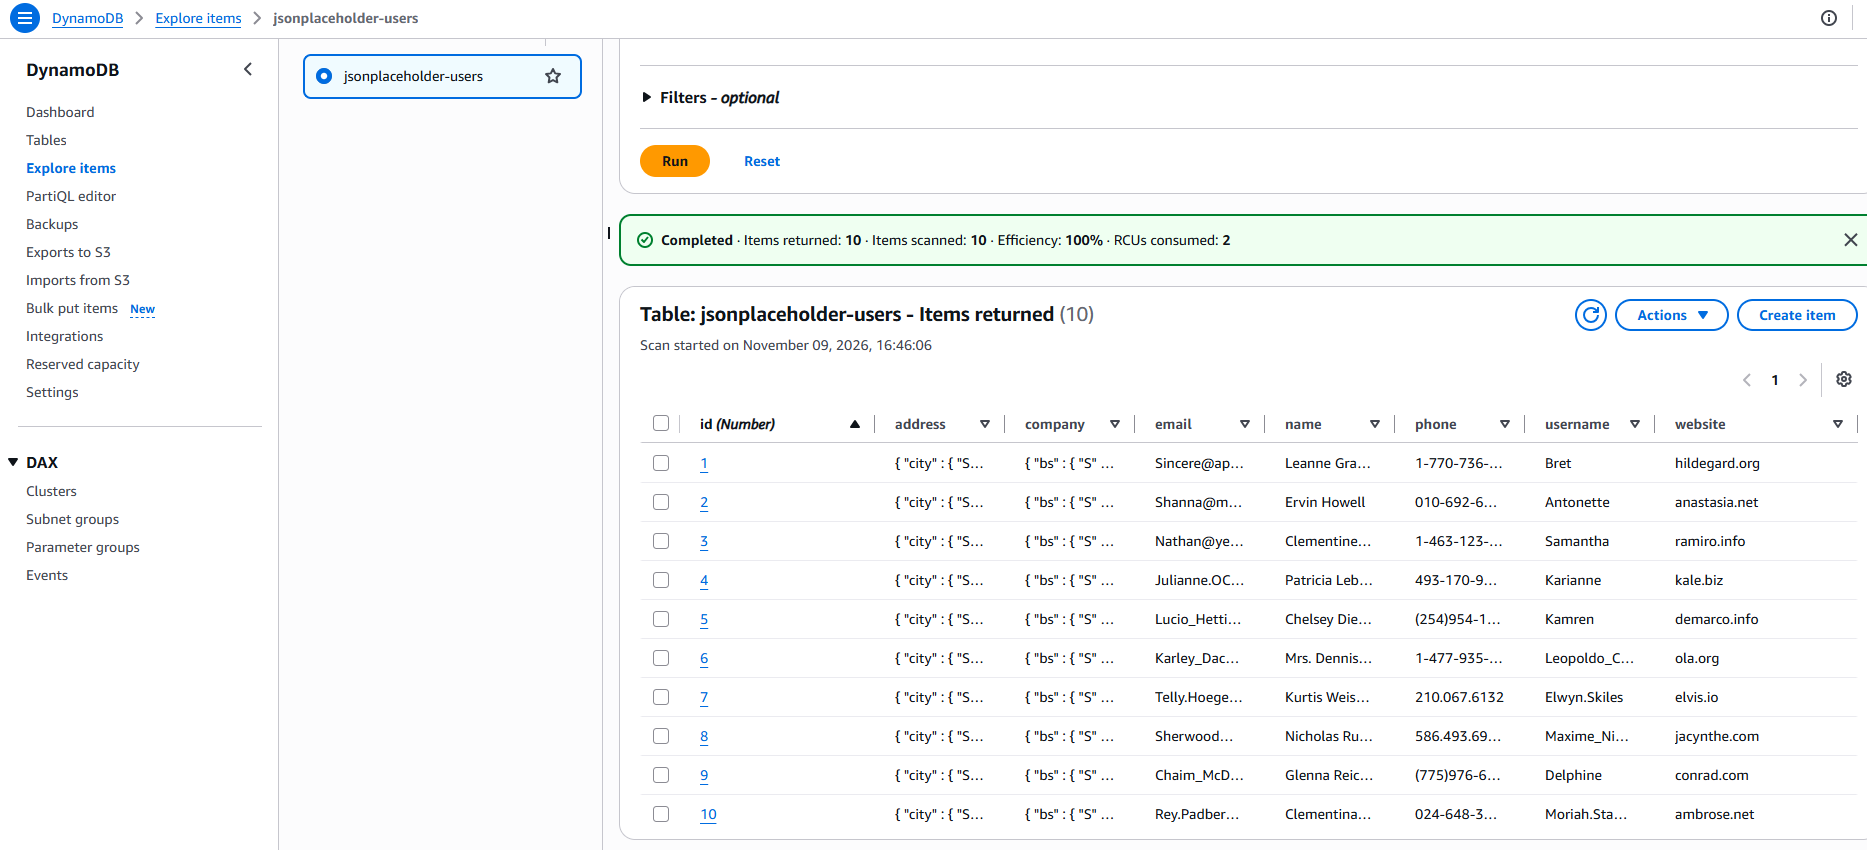 DynamoDB > Explore items > jsonplaceholder-users
DynamoDB
Dashboard
Tables
Explore items
PartiQL editor
Backups
Exports to S3
Imports from S3
Bulk put items New
Integrations
Reserved capacity
Settings
DAX
Clusters
Subnet groups
Parameter groups
Events
jsonplaceholder-users
Filters - optional
Run Reset
Completed · Items returned: 10 · Items scanned: 10 · Efficiency: 100% · RCUs consumed: 2
Table: jsonplaceholder-users - Items returned (10)
Actions Create item
Scan started on November 09, 2026, 16:46:06
1
id (Number) address company email name phone username website
1 { "city" : { "S... { "bs" : { "S" ... Sincere@ap... Leanne Gra... 1-770-736-... Bret hildegard.org
2 { "city" : { "S... { "bs" : { "S" ... Shanna@m... Ervin Howell 010-692-6... Antonette anastasia.net
3 { "city" : { "S... { "bs" : { "S" ... Nathan@ye... Clementine... 1-463-123-... Samantha ramiro.info
4 { "city" : { "S... { "bs" : { "S" ... Julianne.OC... Patricia Leb... 493-170-9... Karianne kale.biz
5 { "city" : { "S... { "bs" : { "S" ... Lucio_Hetti... Chelsey Die... (254)954-1... Kamren demarco.info
6 { "city" : { "S... { "bs" : { "S" ... Karley_Dac... Mrs. Dennis... 1-477-935-... Leopoldo_C... ola.org
7 { "city" : { "S... { "bs" : { "S" ... Telly.Hoege... Kurtis Weis... 210.067.6132 Elwyn.Skiles elvis.io
8 { "city" : { "S... { "bs" : { "S" ... Sherwood... Nicholas Ru... 586.493.69... Maxime_Ni... jacynthe.com
9 { "city" : { "S... { "bs" : { "S" ... Chaim_McD... Glenna Reic... (775)976-6... Delphine conrad.com
10 { "city" : { "S... { "bs" : { "S" ... Rey.Padber... Clementina... 024-648-3... Moriah.Sta... ambrose.net